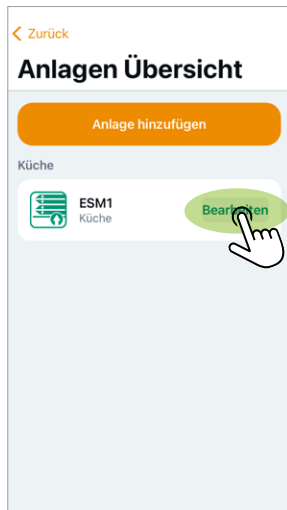 Zurück
Anlagen Übersicht
Anlage hinzufügen
Küche
ESM1
Küche
Bearbeiten